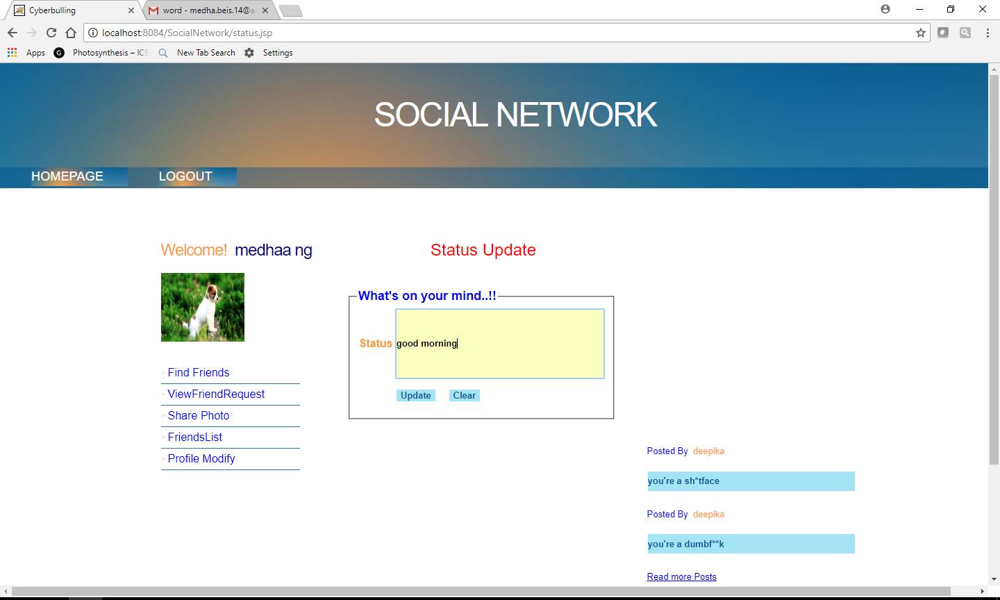 Cyberbulling
word - medha.beis.14@a
localhost:8084/SocialNetwork/status.jsp
Apps
G
Photosynthesis – ICS
New Tab Search
Settings
SOCIAL NETWORK
HOMEPAGE
LOGOUT
Welcome! medhaa ng
Status Update
What's on your mind..!!
Status
good morning
Update
Clear
Find Friends
ViewFriendRequest
Share Photo
FriendsList
Profile Modify
Posted By deepika
you're a sh*tface
Posted By deepika
you're a dumbf**k
Read more Posts